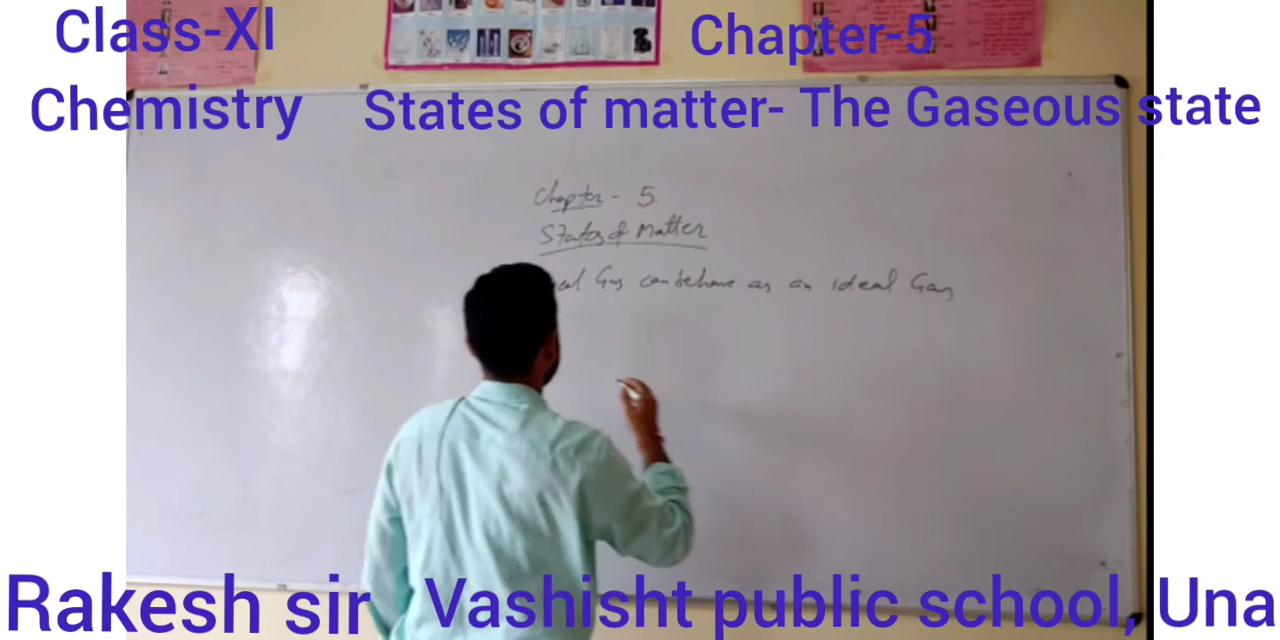 Class-XI
Chapter-5
Chemistry
States of matter- The Gaseous state
Chapter - 5
States of Matter
Gas can behave as an ideal Gas
Rakesh sir
Vashisht public school, Una